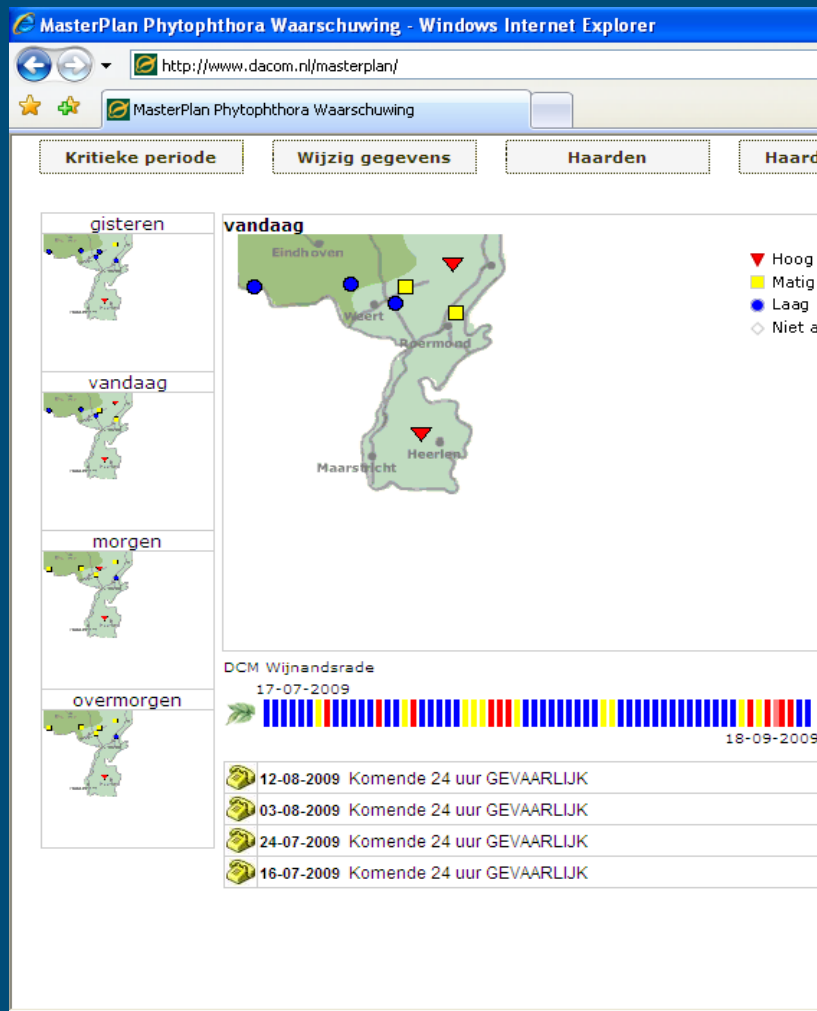 MasterPlan Phytophthora Waarschuwing - Windows Internet Explorer
http://www.dacom.nl/masterplan/
MasterPlan Phytophthora Waarschuwing
Kritieke periode Wijzig gegevens Haarden Haard
gisteren
vandaag
morgen
overmorgen
vandaag
Eindhoven
Weert
Roermond
Heerlen
Maarstricht
Hoog
Matig
Laag
Niet a
DCM Wijnandsrade
17-07-2009
18-09-2009
12-08-2009 Komende 24 uur GEVAARLIJK
03-08-2009 Komende 24 uur GEVAARLIJK
24-07-2009 Komende 24 uur GEVAARLIJK
16-07-2009 Komende 24 uur GEVAARLIJK